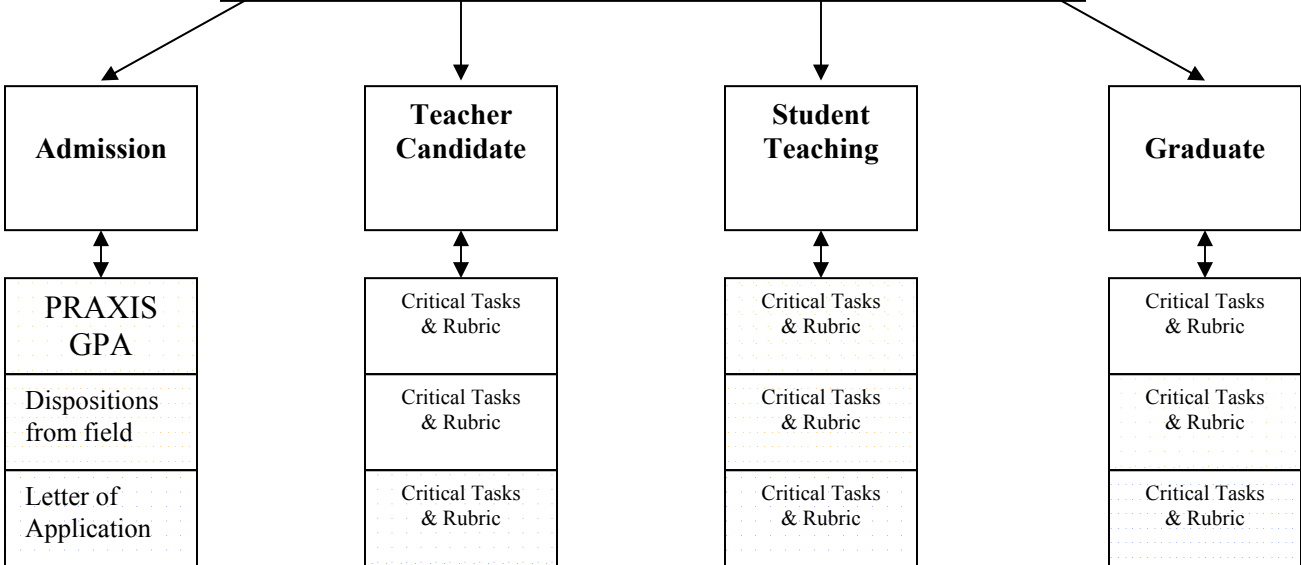 Admission
Teacher
Candidate
Student
Teaching
Graduate
PRAXIS
GPA
Critical Tasks
& Rubric
Critical Tasks
& Rubric
Critical Tasks
& Rubric
Dispositions
from field
Critical Tasks
& Rubric
Critical Tasks
& Rubric
Critical Tasks
& Rubric
Letter of
Application
Critical Tasks
& Rubric
Critical Tasks
& Rubric
Critical Tasks
& Rubric